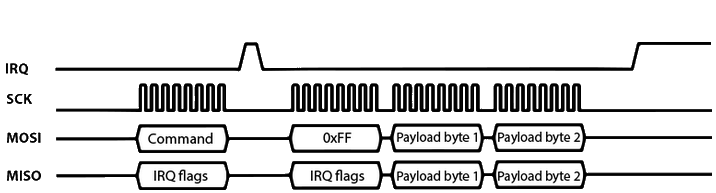 IRQ
SCK
MOSI Command 0xFF Payload byte 1 Payload byte 2
MISO IRQ flags IRQ flags Payload byte 1 Payload byte 2